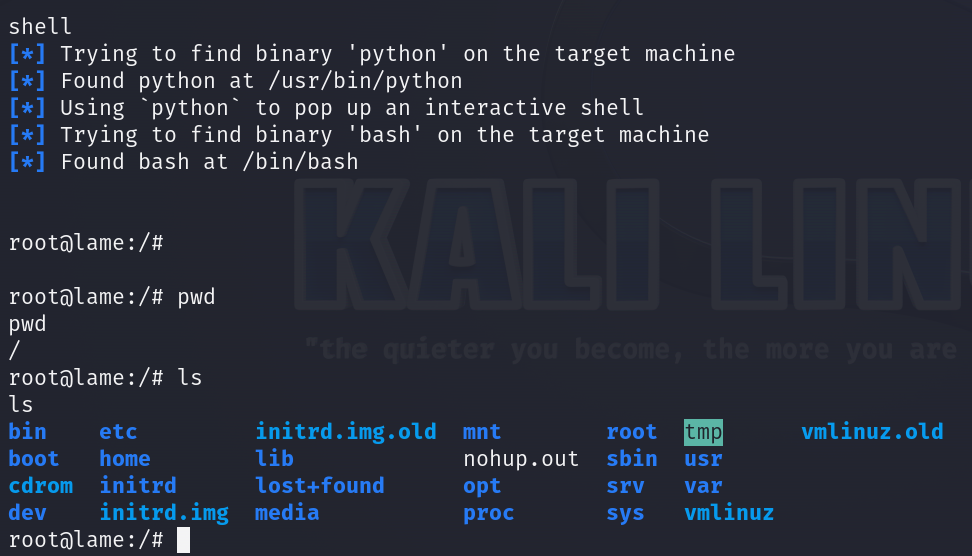 shell
[*] Trying to find binary 'python' on the target machine
[*] Found python at /usr/bin/python
[*] Using `python` to pop up an interactive shell
[*] Trying to find binary 'bash' on the target machine
[*] Found bash at /bin/bash
root@lame:/#
root@lame:/# pwd
pwd
/
root@lame:/# ls
ls
bin etc initrd.img.old mnt root tmp vmlinuz.old
boot home lib nohup.out sbin usr
cdrom initrd lost+found opt srv var
dev initrd.img media proc sys vmlinuz
root@lame:/#
KALI LIN
"the quieter you become, the more you are